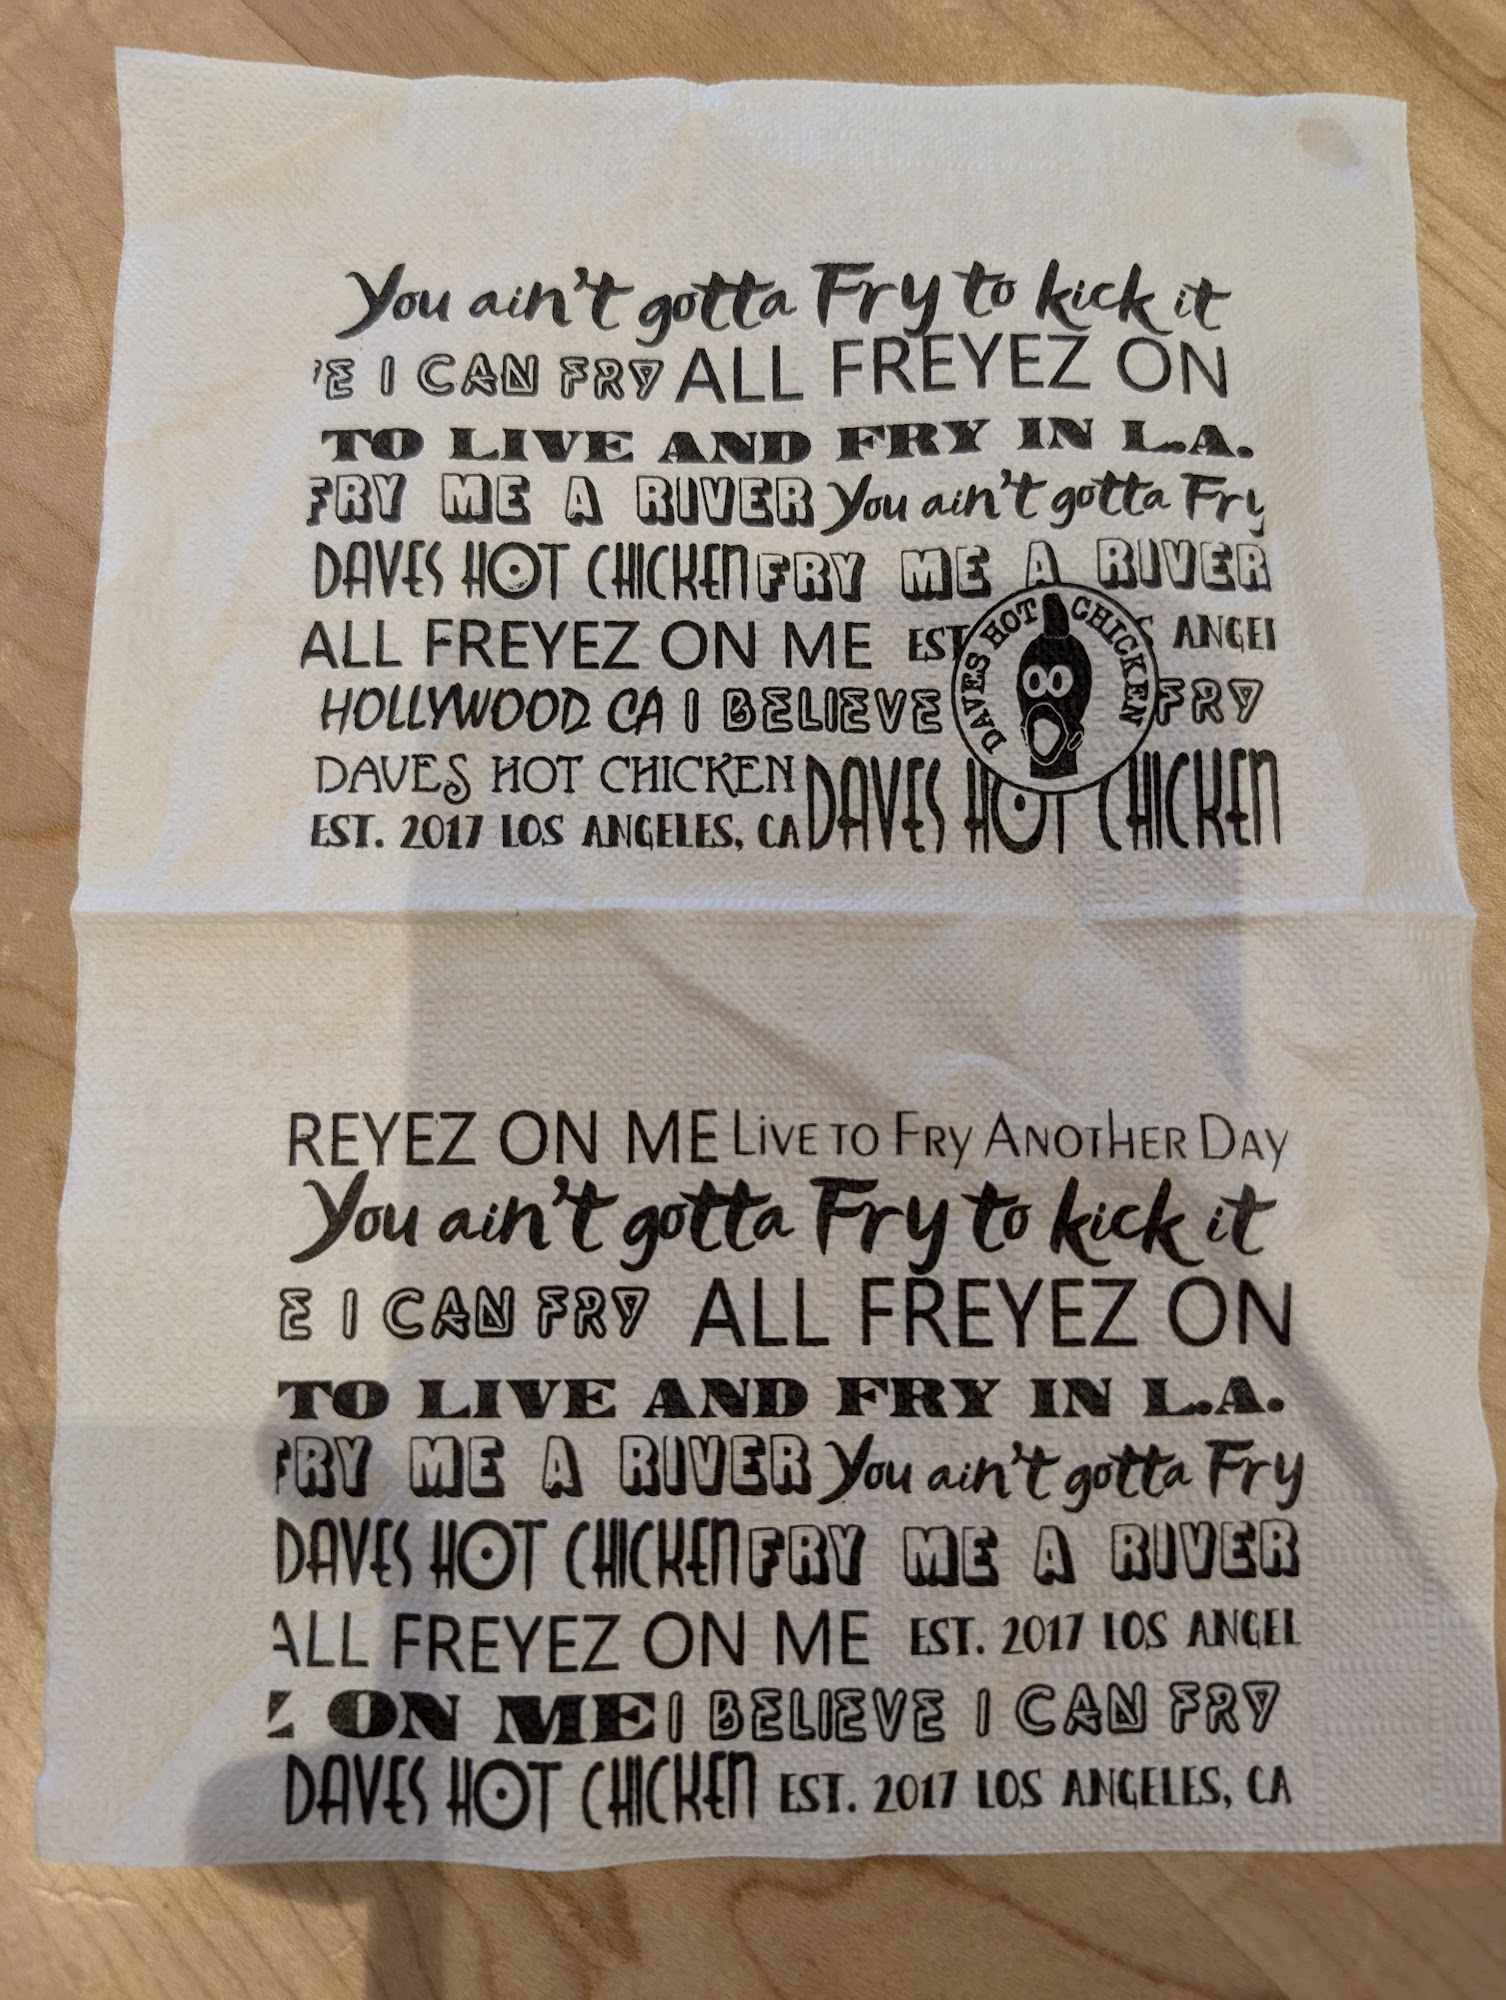 You ain't gotta Fry to kick it
E I CAN FRY ALL FREYEZ ON
TO LIVE AND FRY IN L.A.
FRY ME A RIVER You ain't gotta Fry
DAVES HOT CHICKEN FRY ME A RIVER
ALL FREYEZ ON ME EST ANGEL
HOLLYWOOD CA I BELIEVE FRY
DAVES HOT CHICKEN
DAVES HOT CHICKEN DAVES HOT CHICKEN
EST. 2017 LOS ANGELES, CA
REYEZ ON ME LIVE TO FRY ANOTHER DAY
You ain't gotta Fry to kick it
E I CAN FRY ALL FREYEZ ON
TO LIVE AND FRY IN L.A.
FRY ME A RIVER You ain't gotta Fry
DAVES HOT CHICKEN FRY ME A RIVER
ALL FREYEZ ON ME EST. 2017 LOS ANGEL
Z ON ME I BELIEVE I CAN FRY
DAVES HOT CHICKEN EST. 2017 LOS ANGELES, CA